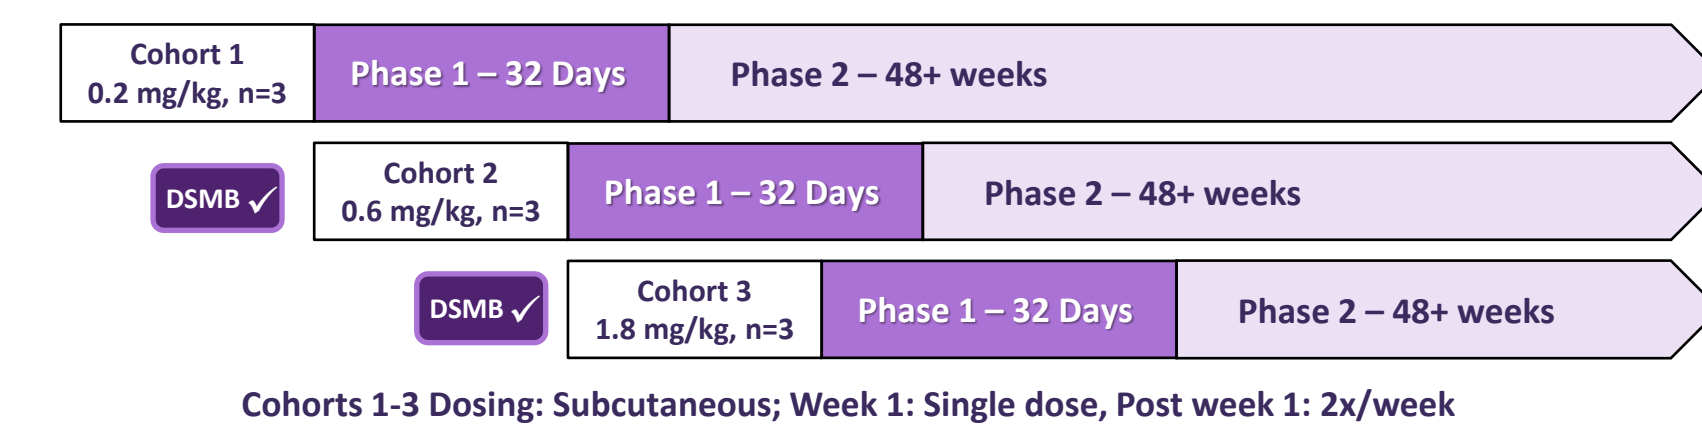 Cohort 1
0.2 mg/kg, n=3
Phase 1 – 32 Days
Phase 2 – 48+ weeks
DSMB ✓
Cohort 2
0.6 mg/kg, n=3
Phase 1 – 32 Days
Phase 2 – 48+ weeks
DSMB ✓
Cohort 3
1.8 mg/kg, n=3
Phase 1 – 32 Days
Phase 2 – 48+ weeks
Cohorts 1-3 Dosing: Subcutaneous; Week 1: Single dose, Post week 1: 2x/week